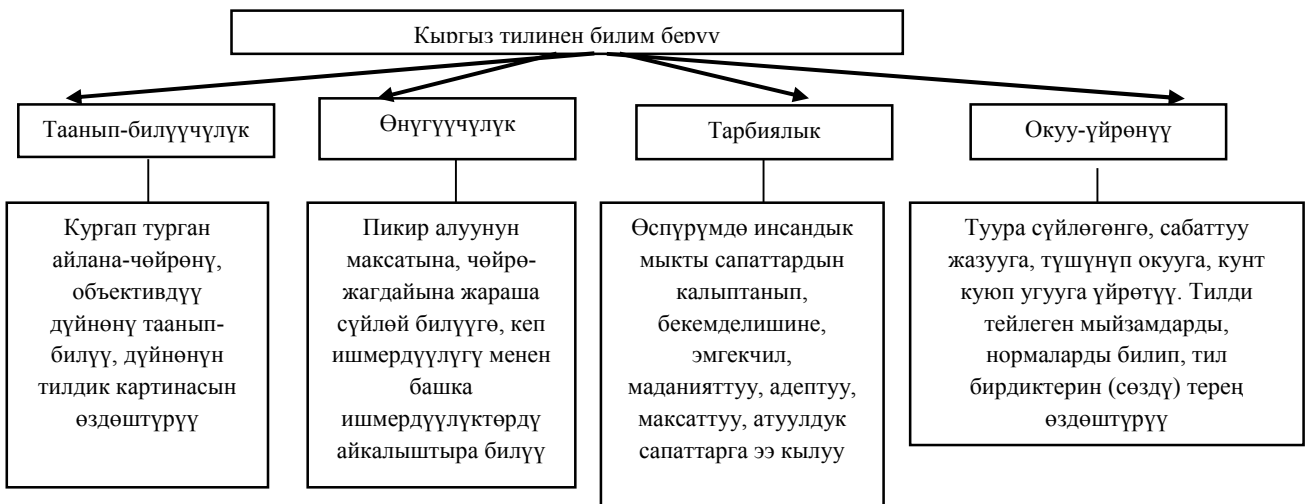 Кыргыз тилинен билим берүү
Таанып-билүүчүлүк
Өнүгүүчүлүк
Тарбиялык
Окуу-үйрөнүү
Кургап турган
айлана-чөйрөнү,
объективдүү
дүйнөнү таанып-
билүү, дүйнөнүн
тилдик картинасын
өздөштүрүү
Пикир алуунун
максатына, чөйрө-
жагдайына жараша
сүйлөй билүүгө, кеп
ишмердүүлүгү менен
башка
ишмердүүлүктөрдү
айкалыштыра билүү
Өспүрүмдө инсандык
мыкты сапаттардын
калыптанып,
бекемделишине,
эмгекчил,
маданияттуу, адептуу,
максаттуу, атуулдук
сапаттарга ээ кылуу
Туура сүйлөгөнгө, сабаттуу
жазууга, түшүнүп окууга, кунт
куюп угууга үйрөтүү. Тилди
тейлеген мыйзамдарды,
нормаларды билип, тил
бирдиктерин (сөздү) терең
өздөштүрүү